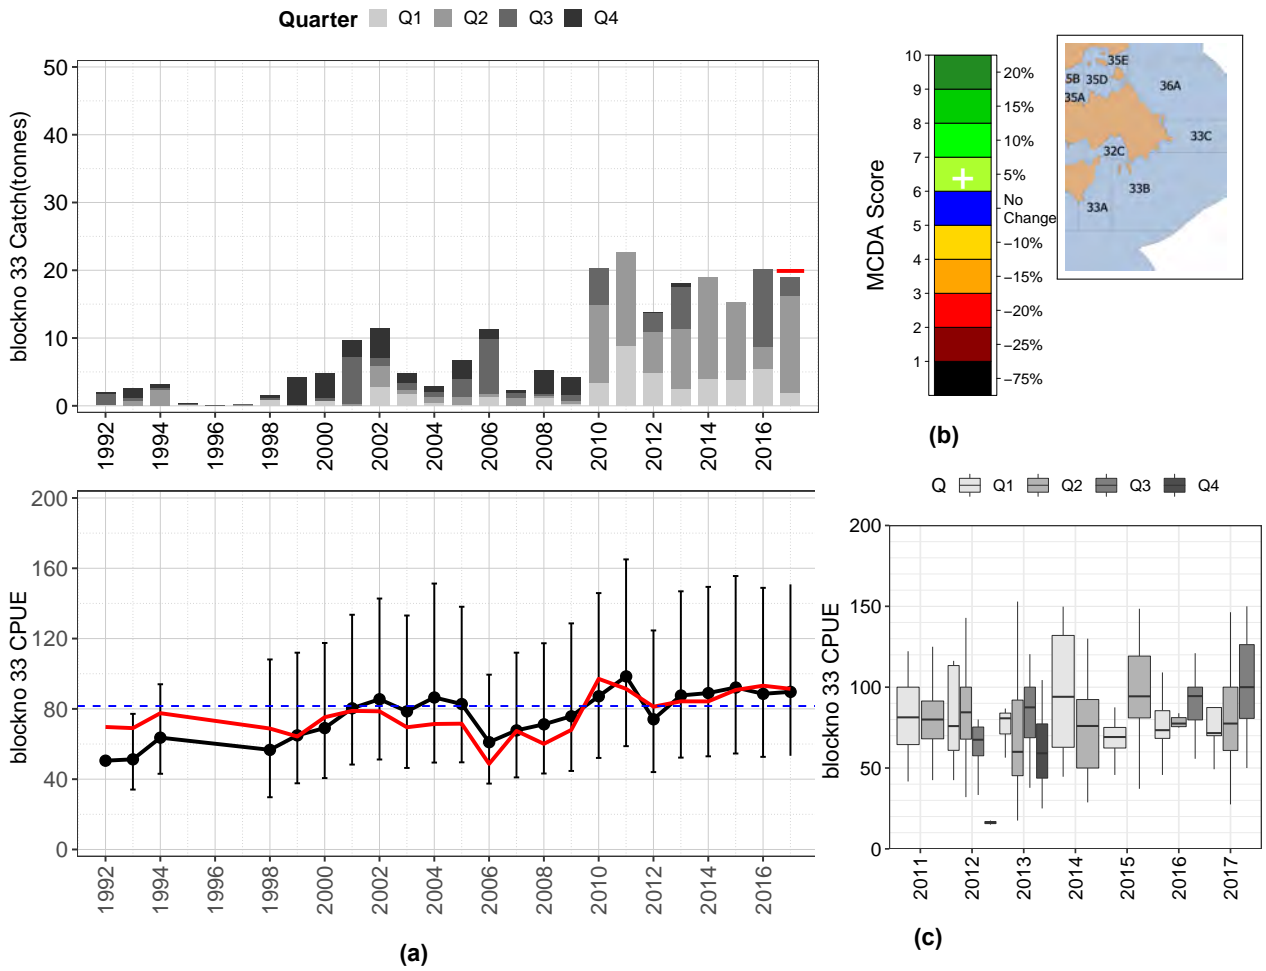 Quarter Q1 Q2 Q3 Q4
blockno 33 Catch(tonnes)
50
40
30
20
10
0
1992 1994 1996 1998 2000 2002 2004 2006 2008 2010 2012 2014 2016
blockno 33 CPUE
200
160
120
80
40
0
1992 1994 1996 1998 2000 2002 2004 2006 2008 2010 2012 2014 2016
(a)
MCDA Score
10
9
8
7
6
5
4
3
2
1
20%
15%
10%
5%
No
Change
−10%
−15%
−20%
−25%
−75%
(b)
35E
5B 35D
36A
35A
33C
32C
33B
33A
Q Q1 Q2 Q3 Q4
blockno 33 CPUE
200
150
100
50
0
2011 2012 2013 2014 2015 2016 2017
(c)